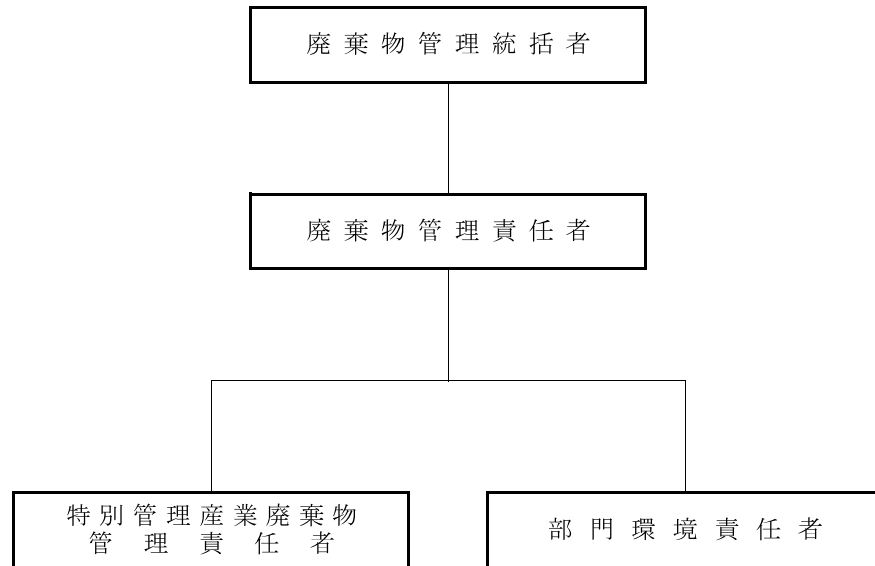 廃棄物管理統括者
廃棄物管理責任者
特別管理産業廃棄物
管理責任者
部門環境責任者